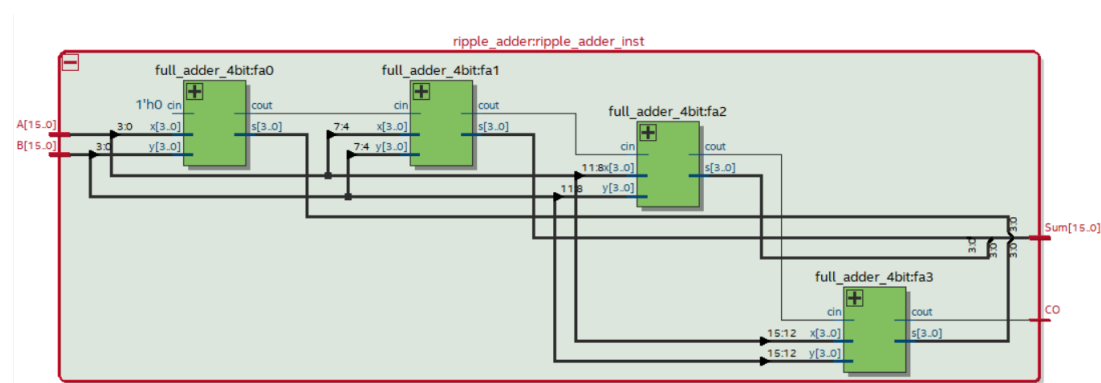 ripple_adder:ripple_adder_inst
full_adder_4bit:fa0
full_adder_4bit:fa1
full_adder_4bit:fa2
full_adder_4bit:fa3
1'h0 cin cout
cin cout
A[15..0] 3:0 x[3..0] s[3..0]
7:4 x[3..0] s[3..0]
B[15..0] 3:0 y[3..0]
7:4 y[3..0]
cin cout
11:8 x[3..0] s[3..0]
11:8 y[3..0]
3:0
3:0
3:0
3:0
Sum[15..0]
cin cout
CO
15:12 x[3..0] s[3..0]
15:12 y[3..0]